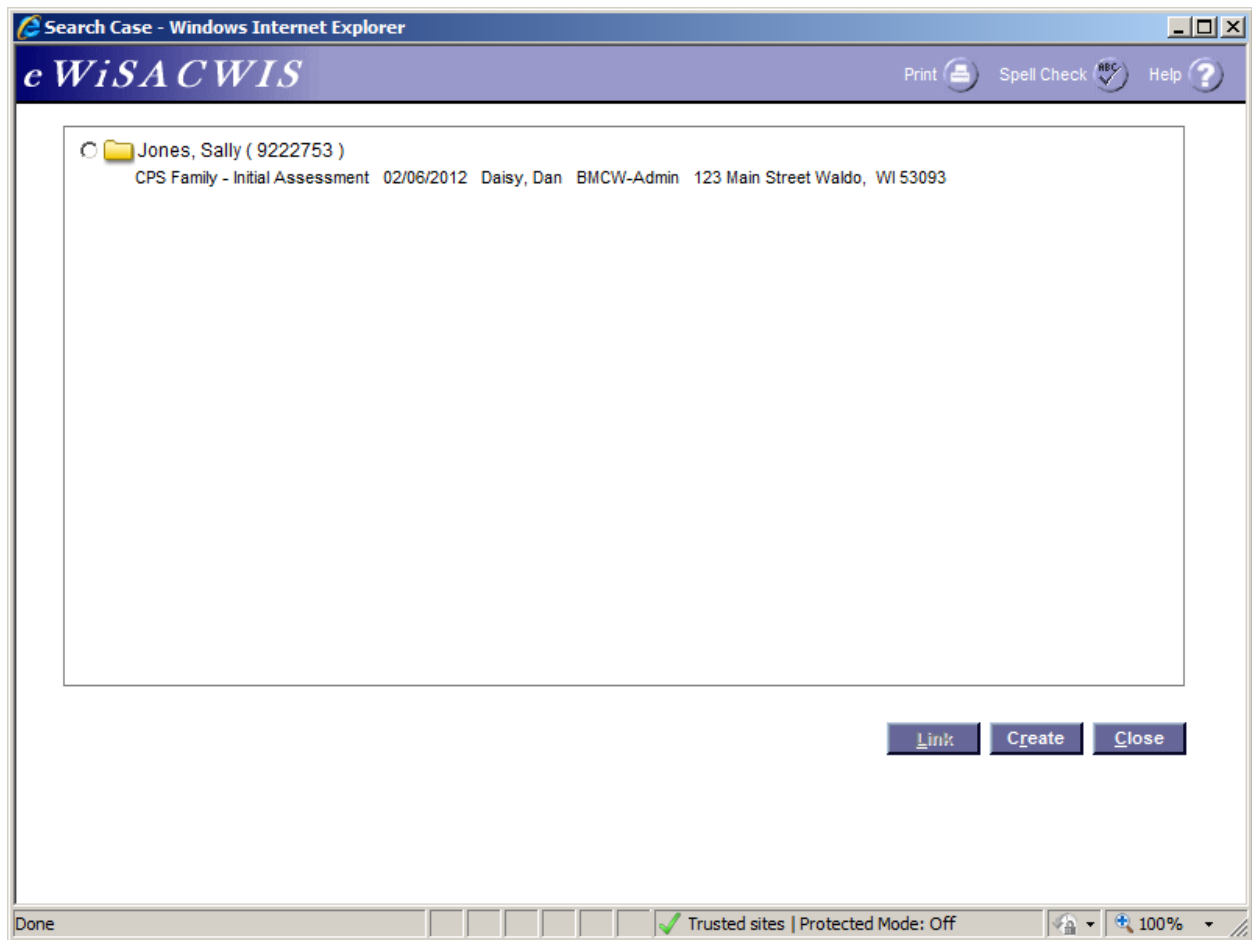 Search Case - Windows Internet Explorer
eWiSACWIS
Print Spell Check ABC Help ?
Jones, Sally ( 9222753 )
CPS Family - Initial Assessment 02/06/2012 Daisy, Dan BMCW-Admin 123 Main Street Waldo, WI 53093
Link Create Close
Done Trusted sites | Protected Mode: Off 100%